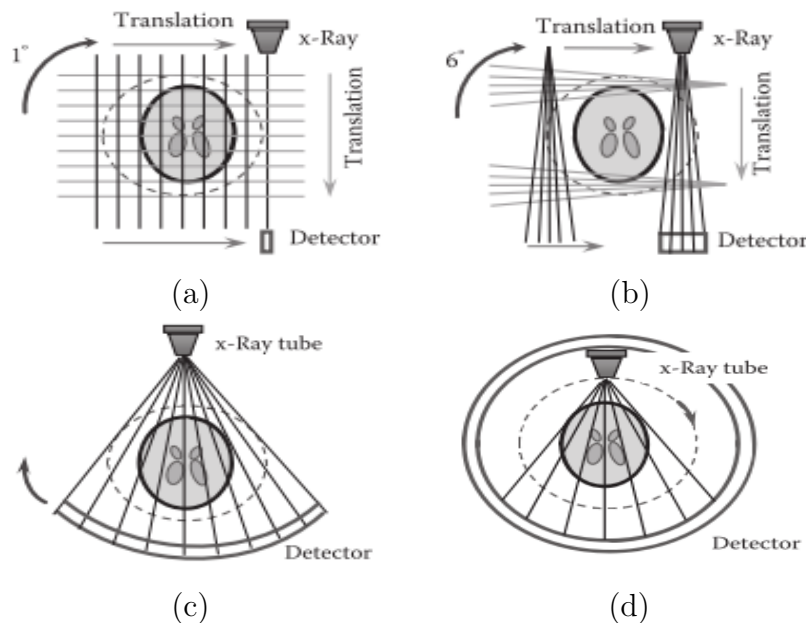 Translation
x-Ray
1°
Translation
Detector
(a)
Translation
x-Ray
6°
Translation
Detector
(b)
x-Ray tube
Detector
(c)
x-Ray tube
Detector
(d)